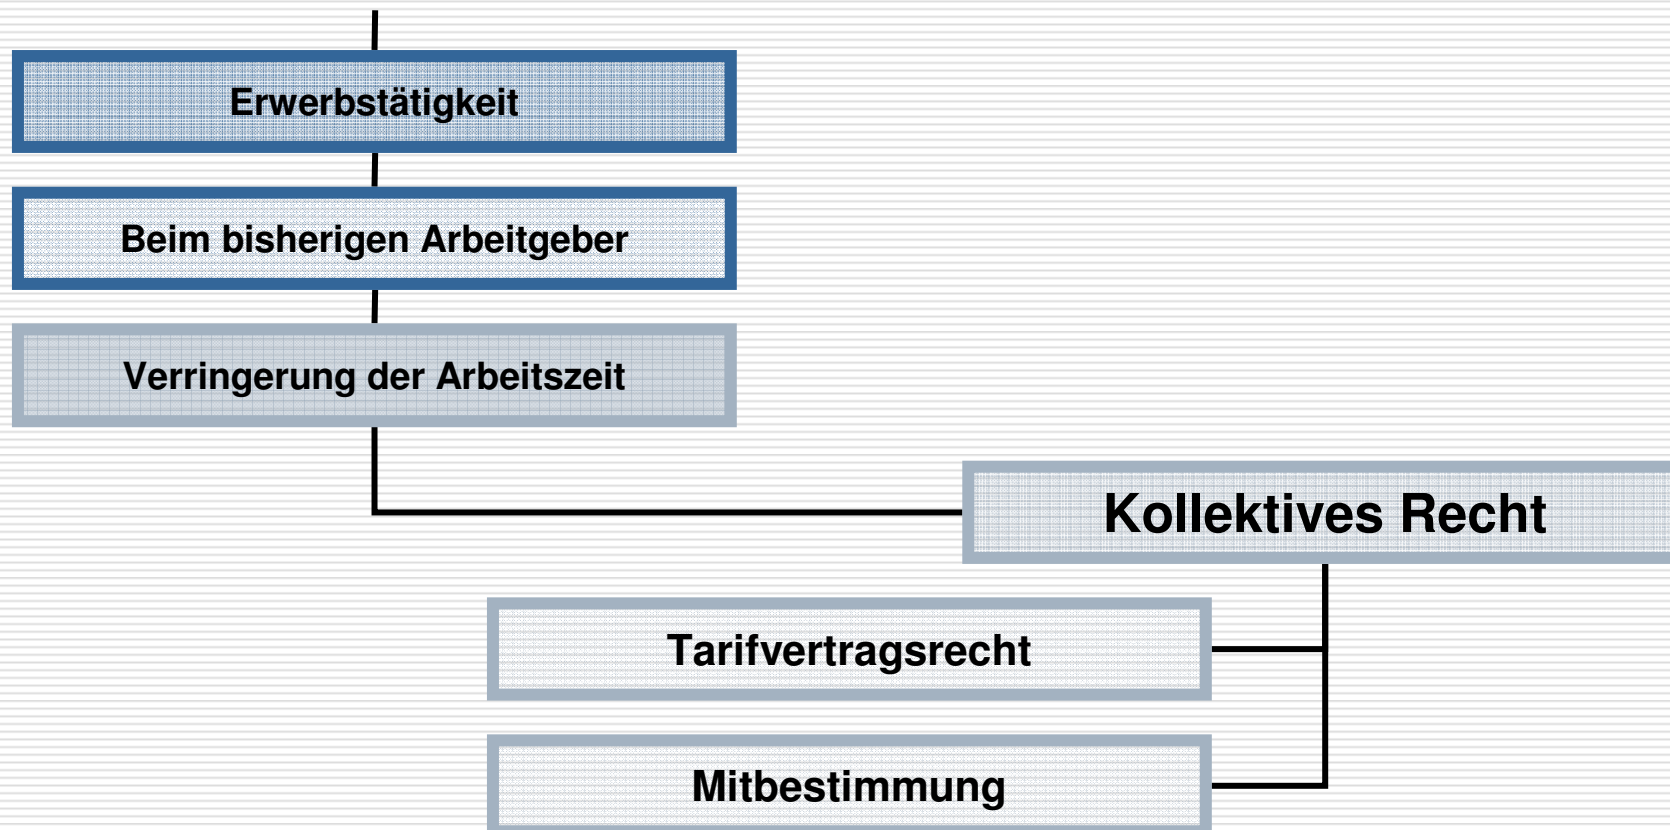 Erwerbstätigkeit
Beim bisherigen Arbeitgeber
Verringerung der Arbeitszeit
Kollektives Recht
Tarifvertragsrecht
Mitbestimmung